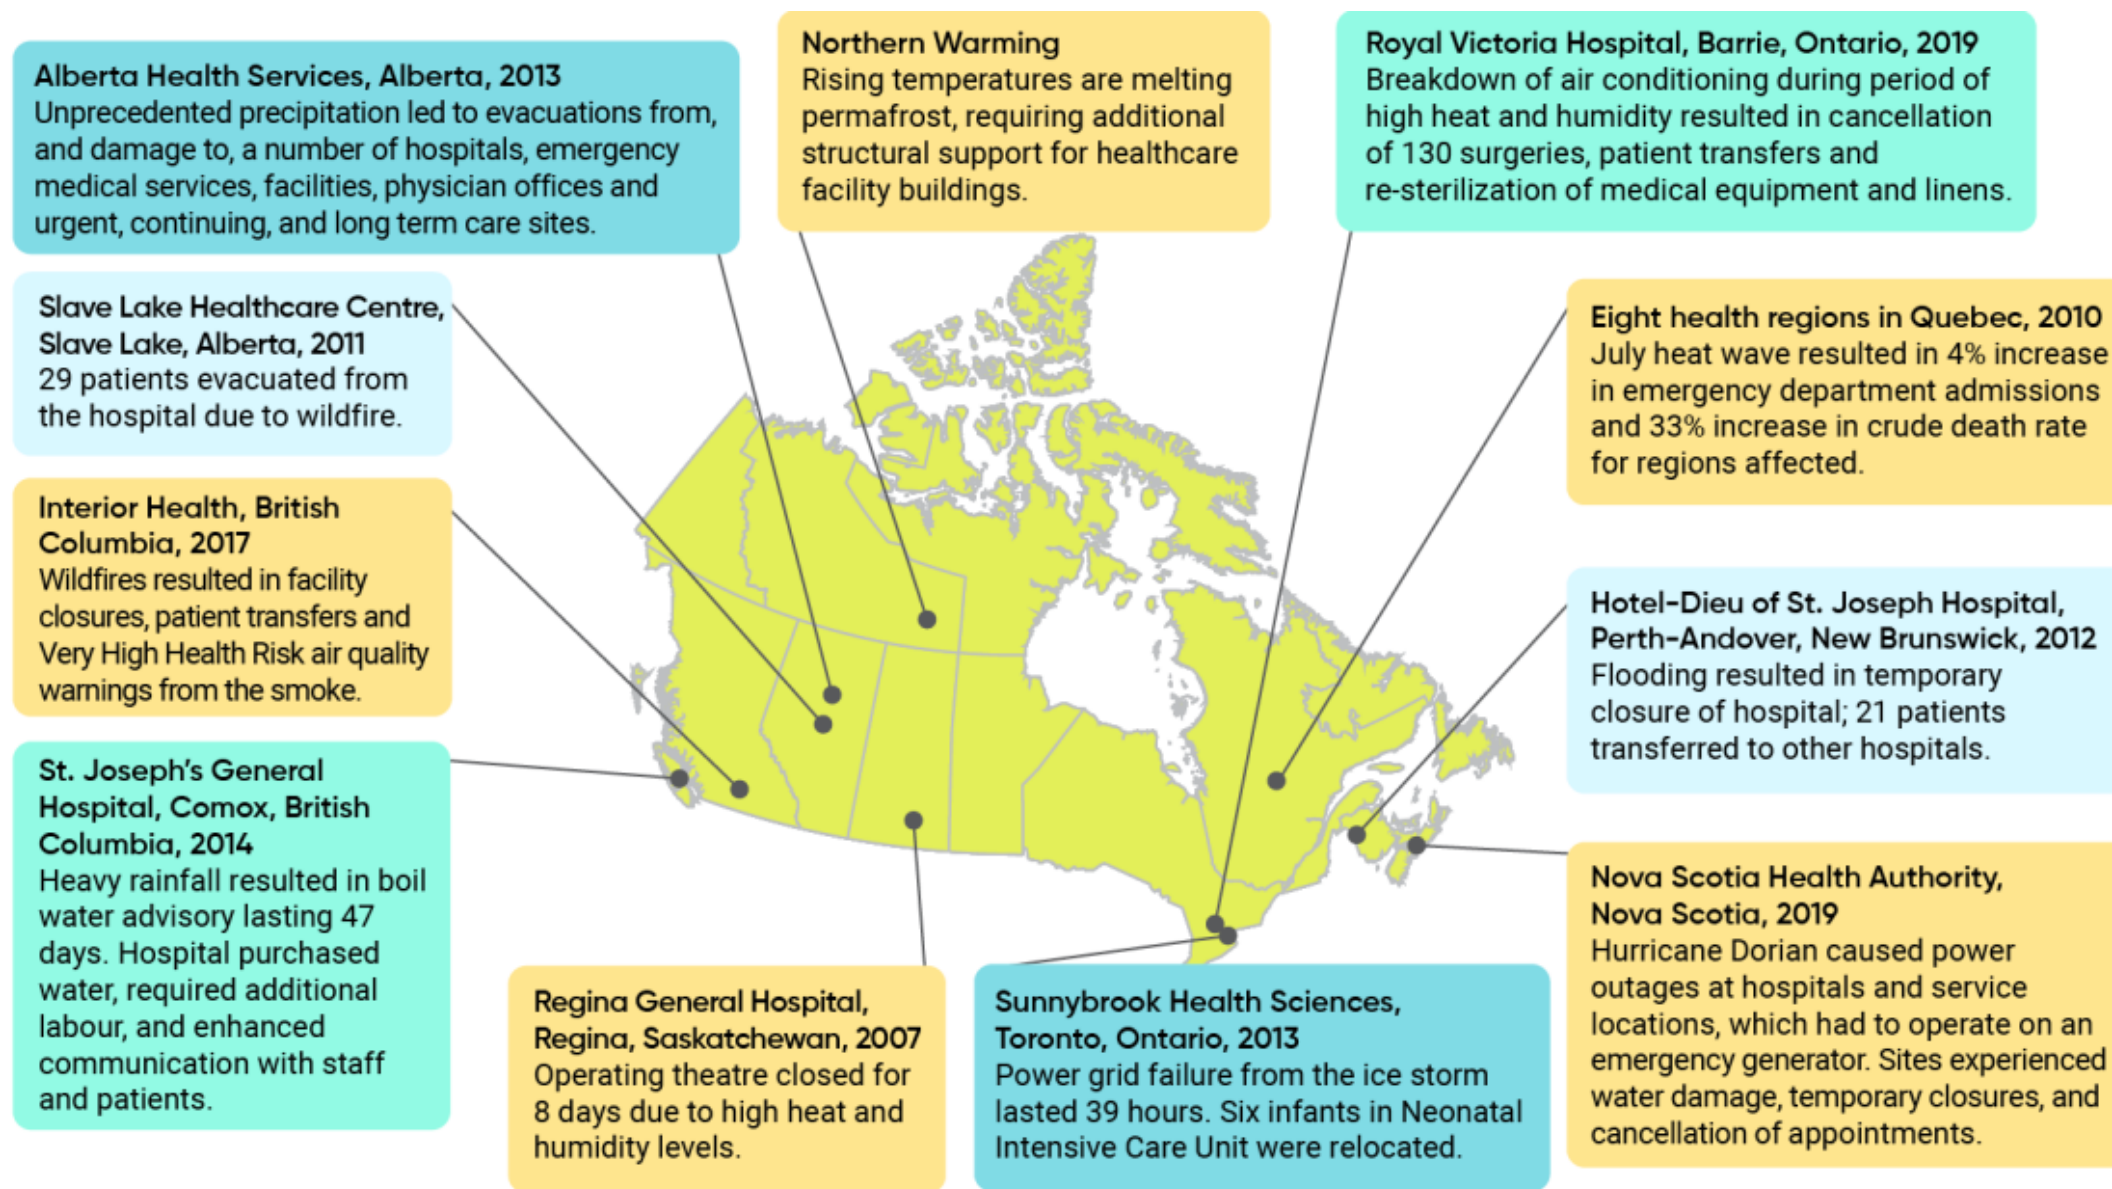 Alberta Health Services, Alberta, 2013
Unprecedented precipitation led to evacuations from,
and damage to, a number of hospitals, emergency
medical services, facilities, physician offices and
urgent, continuing, and long term care sites.
Northern Warming
Rising temperatures are melting
permafrost, requiring additional
structural support for healthcare
facility buildings.
Royal Victoria Hospital, Barrie, Ontario, 2019
Breakdown of air conditioning during period of
high heat and humidity resulted in cancellation
of 130 surgeries, patient transfers and
re-sterilization of medical equipment and linens.
Slave Lake Healthcare Centre,
Slave Lake, Alberta, 2011
29 patients evacuated from
the hospital due to wildfire.
Eight health regions in Quebec, 2010
July heat wave resulted in 4% increase
in emergency department admissions
and 33% increase in crude death rate
for regions affected.
Interior Health, British
Columbia, 2017
Wildfires resulted in facility
closures, patient transfers and
Very High Health Risk air quality
warnings from the smoke.
Hotel-Dieu of St. Joseph Hospital,
Perth-Andover, New Brunswick, 2012
Flooding resulted in temporary
closure of hospital; 21 patients
transferred to other hospitals.
St. Joseph's General
Hospital, Comox, British
Columbia, 2014
Heavy rainfall resulted in boil
water advisory lasting 47
days. Hospital purchased
water, required additional
labour, and enhanced
communication with staff
and patients.
Regina General Hospital,
Regina, Saskatchewan, 2007
Operating theatre closed for
8 days due to high heat and
humidity levels.
Sunnybrook Health Sciences,
Toronto, Ontario, 2013
Power grid failure from the ice storm
lasted 39 hours. Six infants in Neonatal
Intensive Care Unit were relocated.
Nova Scotia Health Authority,
Nova Scotia, 2019
Hurricane Dorian caused power
outages at hospitals and service
locations, which had to operate on an
emergency generator. Sites experienced
water damage, temporary closures, and
cancellation of appointments.